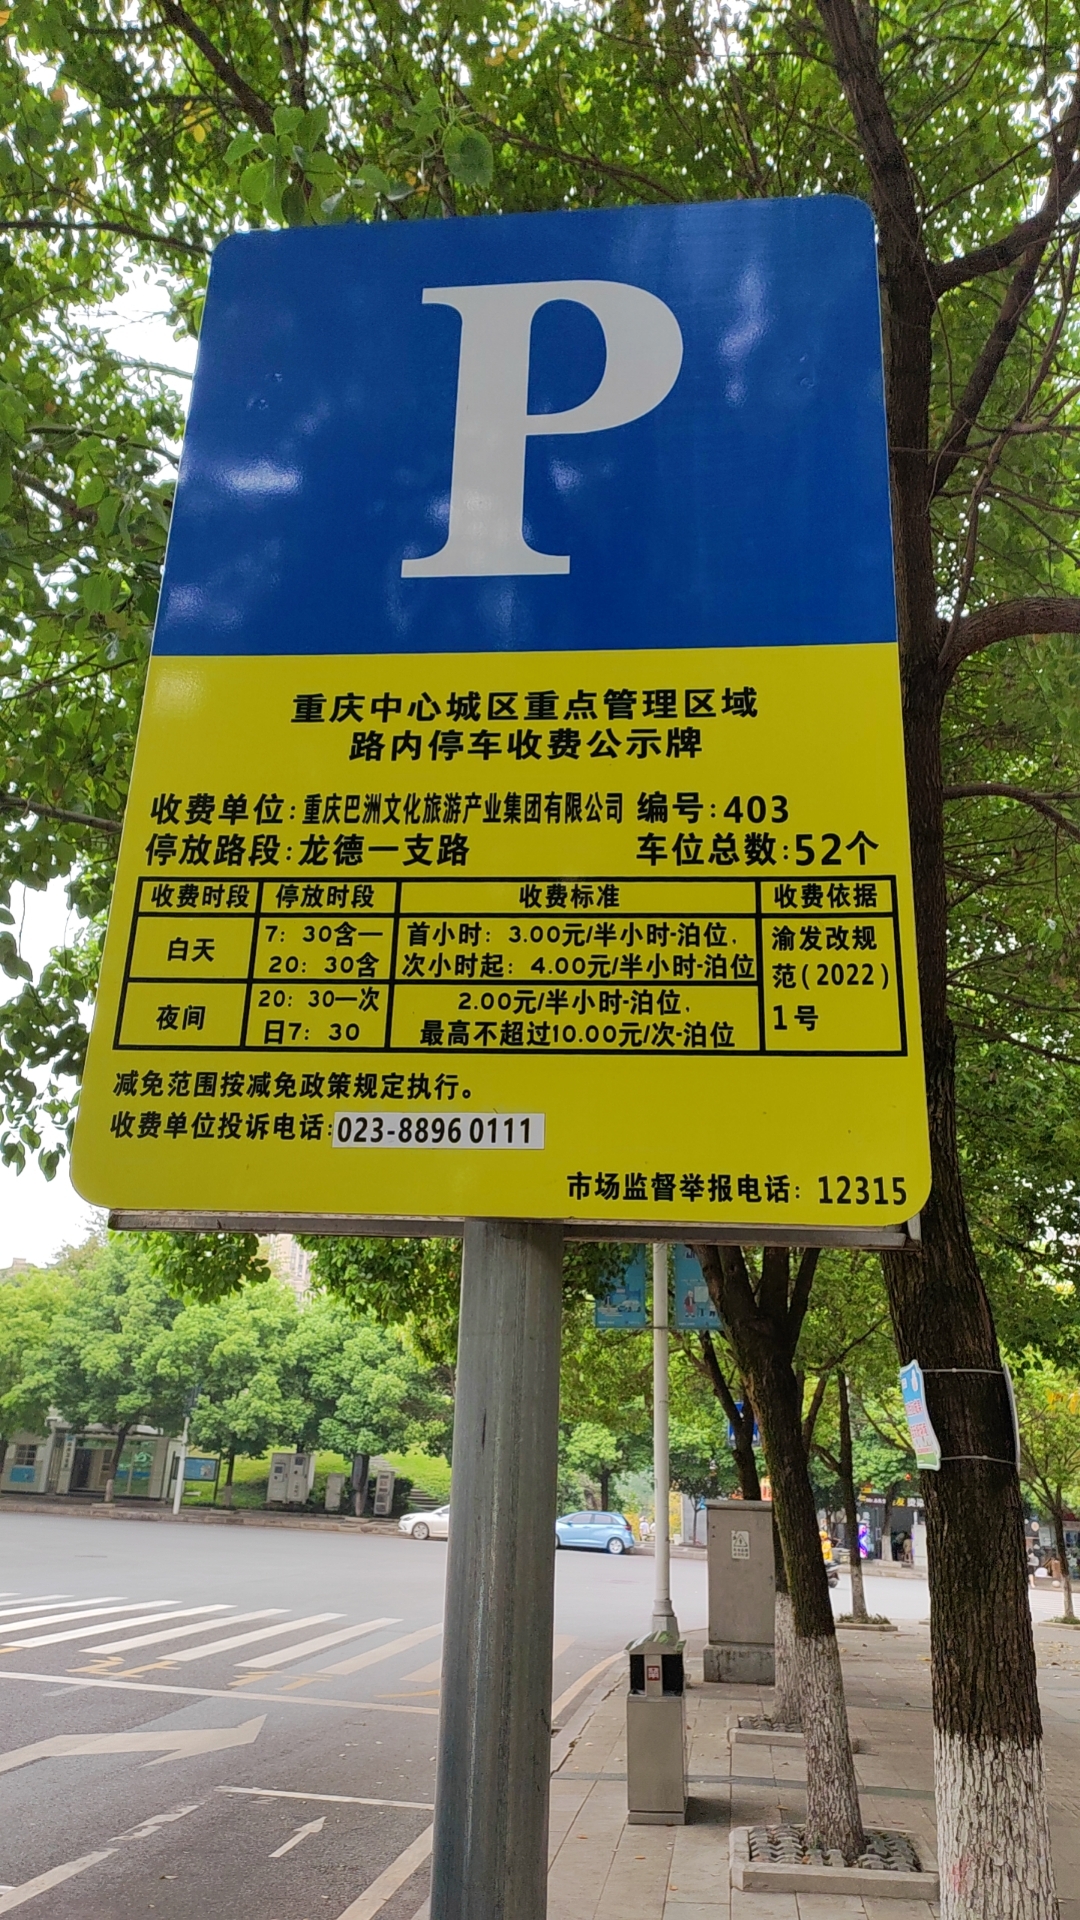 P
重庆中心城区重点管理区域
路内停车收费公示牌
收费单位:重庆巴洲文化旅游产业集团有限公司 编号:403
停放路段:龙德一支路 车位总数:52个
收费时段 停放时段 收费标准 收费依据
白天 7：30含一20：30含 首小时：3.00元/半小时-泊位，次小时起：4.00元/半小时-泊位 渝发改规范(2022)1号
夜间 20：30一次日7：30 2.00元/半小时-泊位，最高不超过10.00元/次-泊位
减免范围按减免政策规定执行。
收费单位投诉电话:023-8896 0111
市场监督举报电话：12315